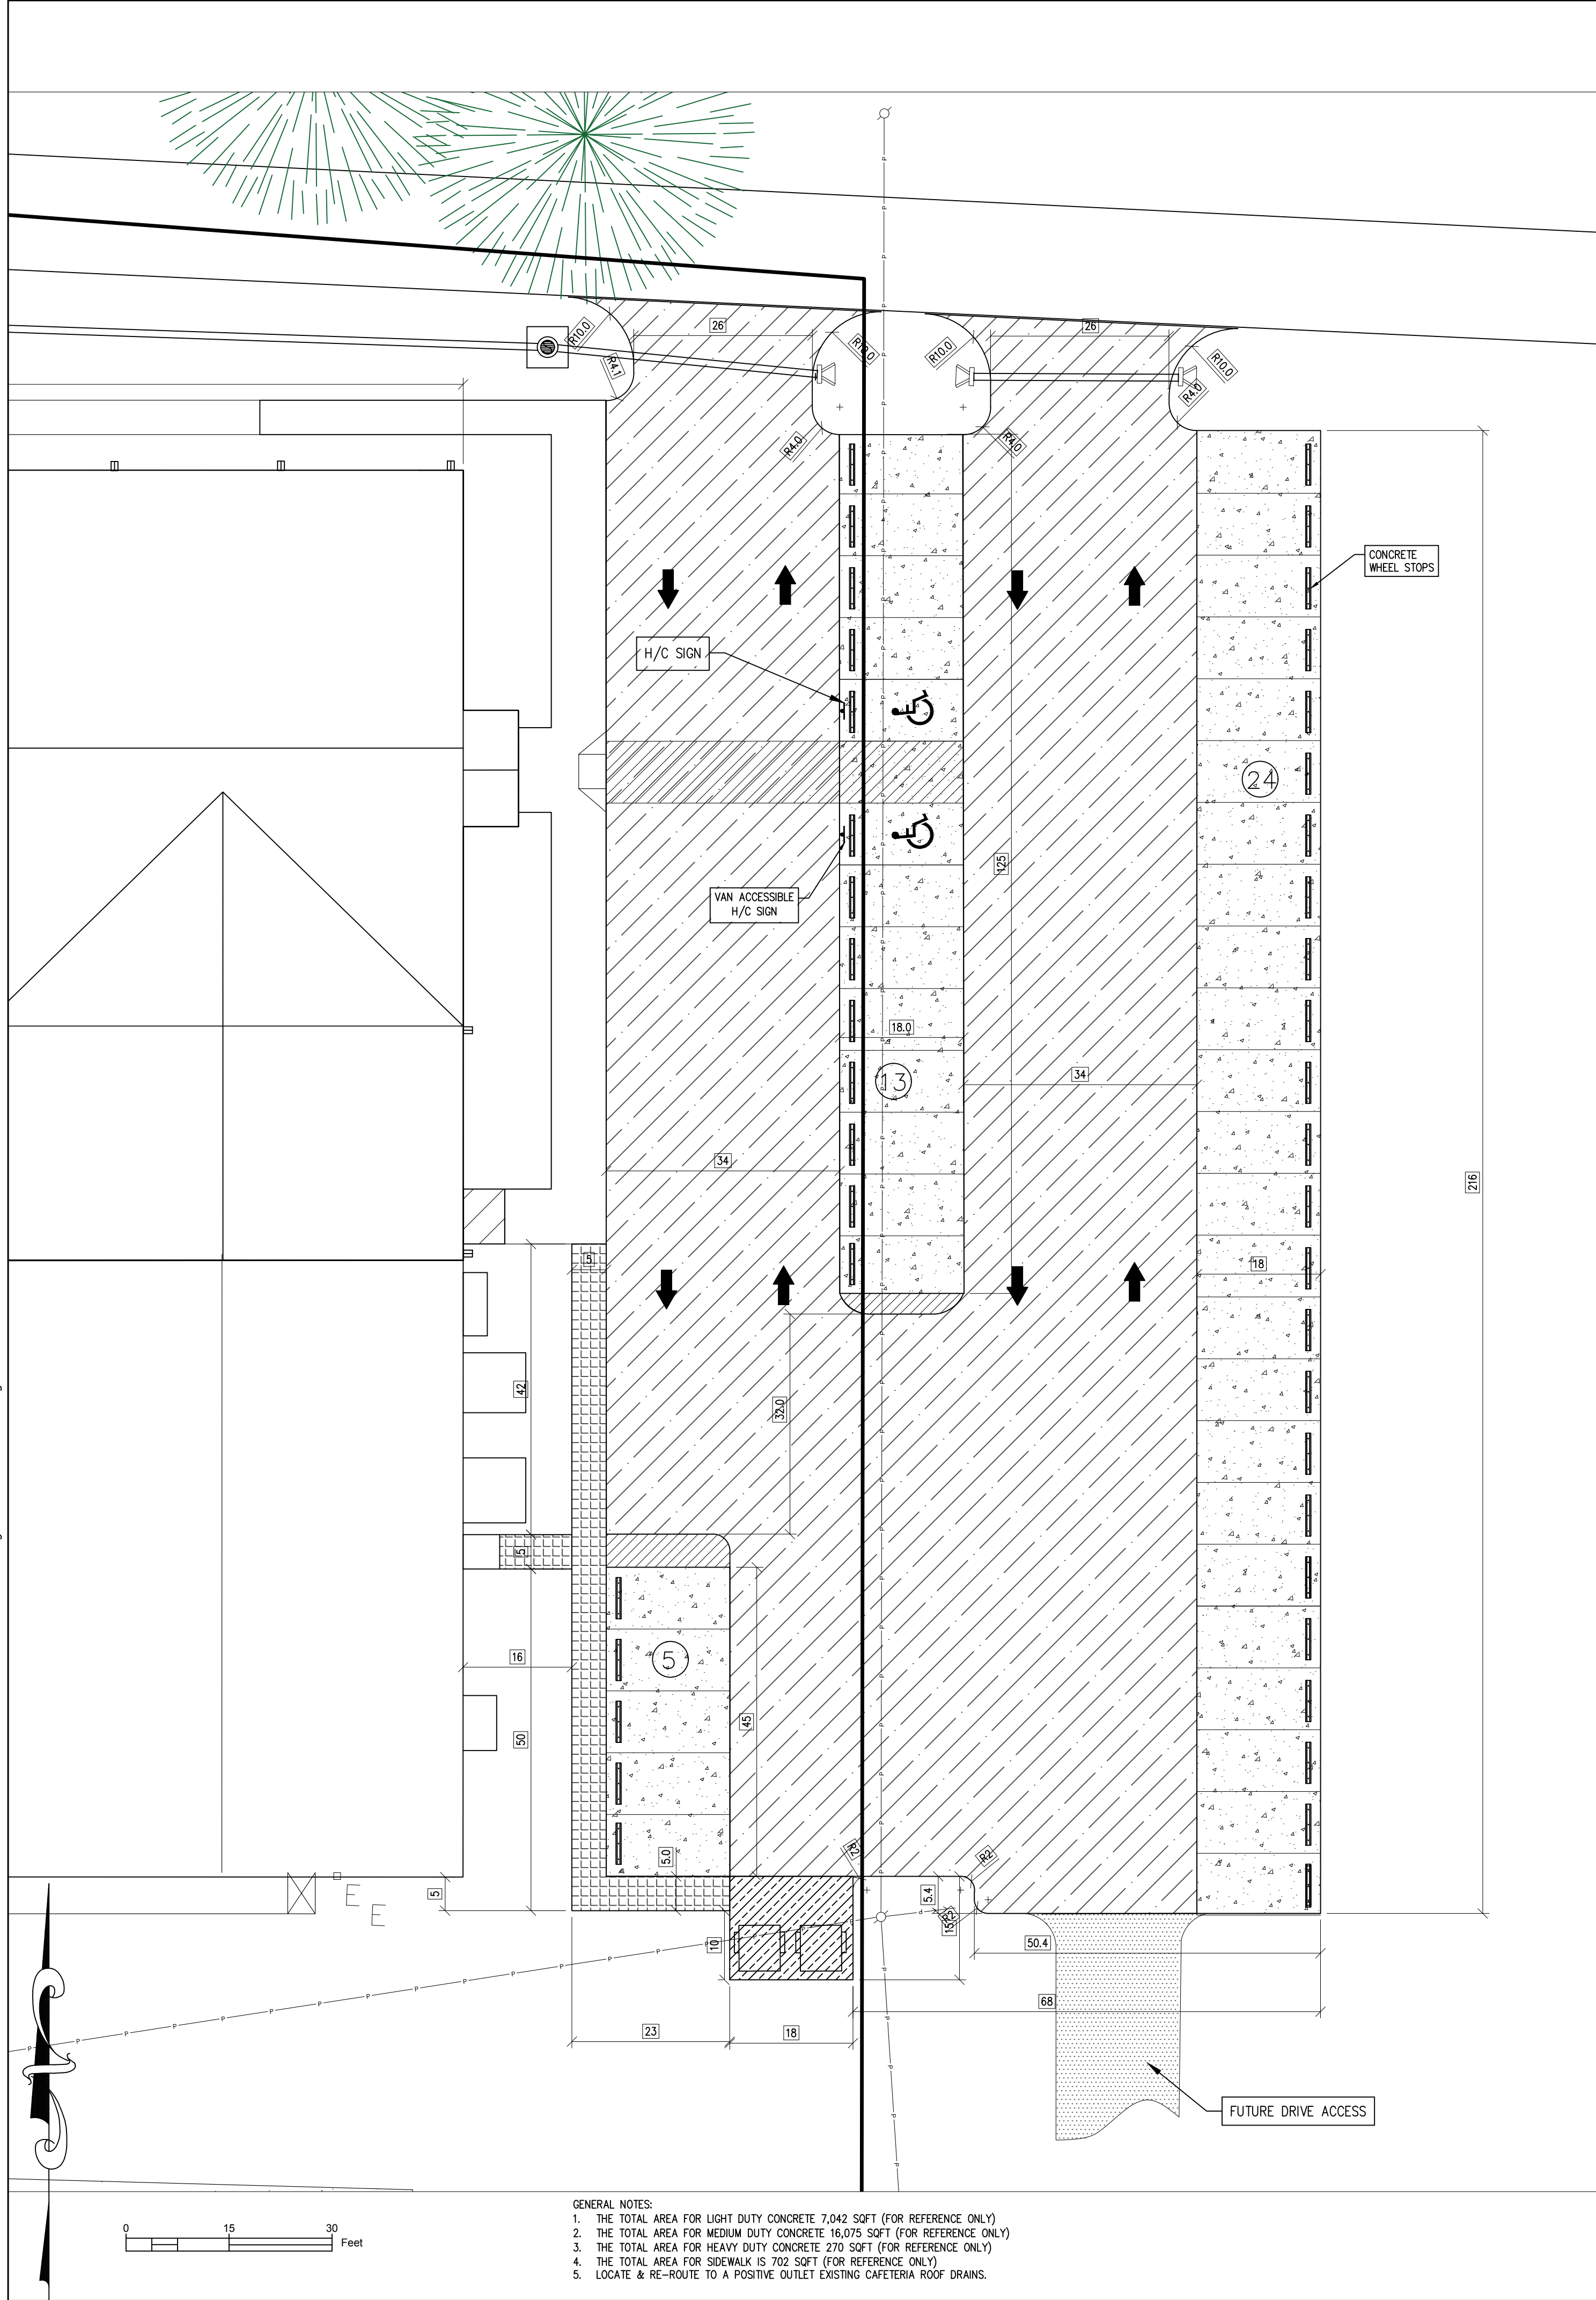 R10.0
26
R10.0
R10.0
26
R10.0
R4.1
R4.0
R4.0
R4.0
CONCRETE
WHEEL STOPS
H/C SIGN
24
VAN ACCESSIBLE
H/C SIGN
125
18.0
13
34
34
216
5
18
42
32.0
5
5
16
45
50
5.0
R2
R2
5
E
E
5.4
15.2
10
50.4
68
23
18
FUTURE DRIVE ACCESS
0 15 30
Feet
GENERAL NOTES:
1. THE TOTAL AREA FOR LIGHT DUTY CONCRETE 7,042 SQFT (FOR REFERENCE ONLY)
2. THE TOTAL AREA FOR MEDIUM DUTY CONCRETE 16,075 SQFT (FOR REFERENCE ONLY)
3. THE TOTAL AREA FOR HEAVY DUTY CONCRETE 270 SQFT (FOR REFERENCE ONLY)
4. THE TOTAL AREA FOR SIDEWALK IS 702 SQFT (FOR REFERENCE ONLY)
5. LOCATE & RE-ROUTE TO A POSITIVE OUTLET EXISTING CAFETERIA ROOF DRAINS.